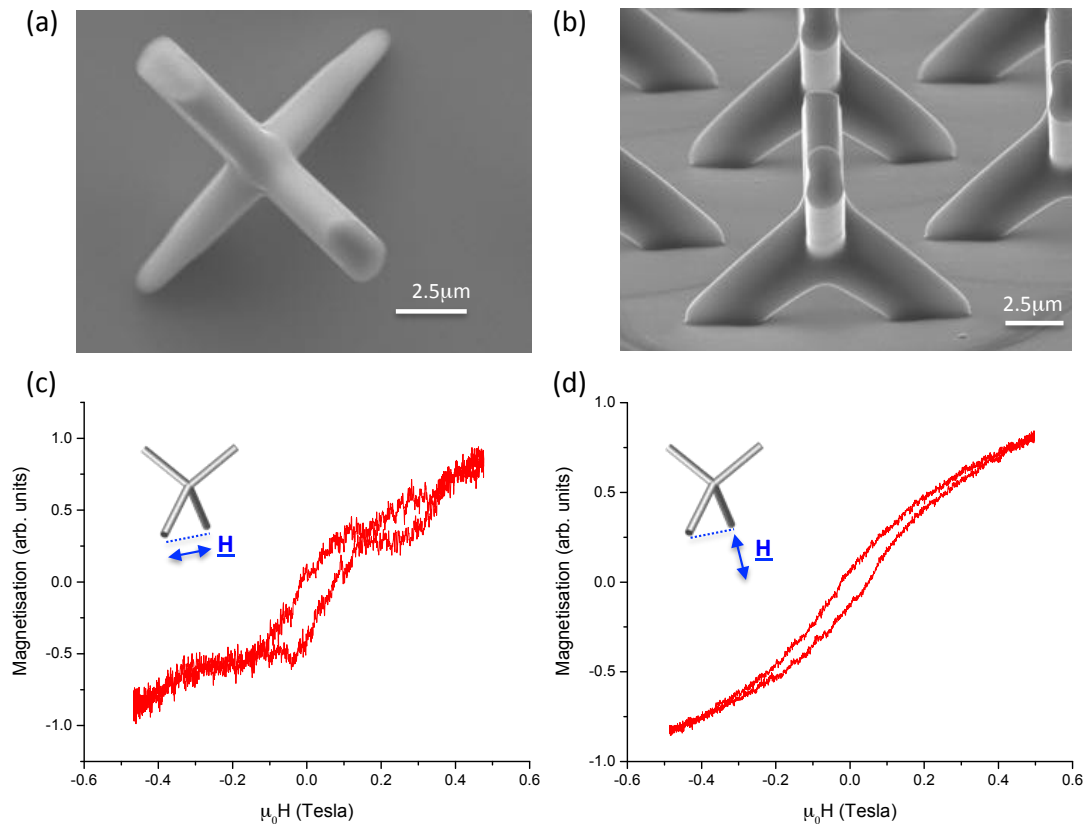 (a)
(b)
2.5μm
2.5μm
(c)
(d)
1.0
0.5
0.0
-0.5
-1.0
Magnetisation (arb. units)
H
-0.6 -0.4 -0.2 0.0 0.2 0.4 0.6
μ₀H (Tesla)
1.0
0.5
0.0
-0.5
-1.0
Magnetisation (arb. units)
H
-0.6 -0.4 -0.2 0.0 0.2 0.4 0.6
μ₀H (Tesla)